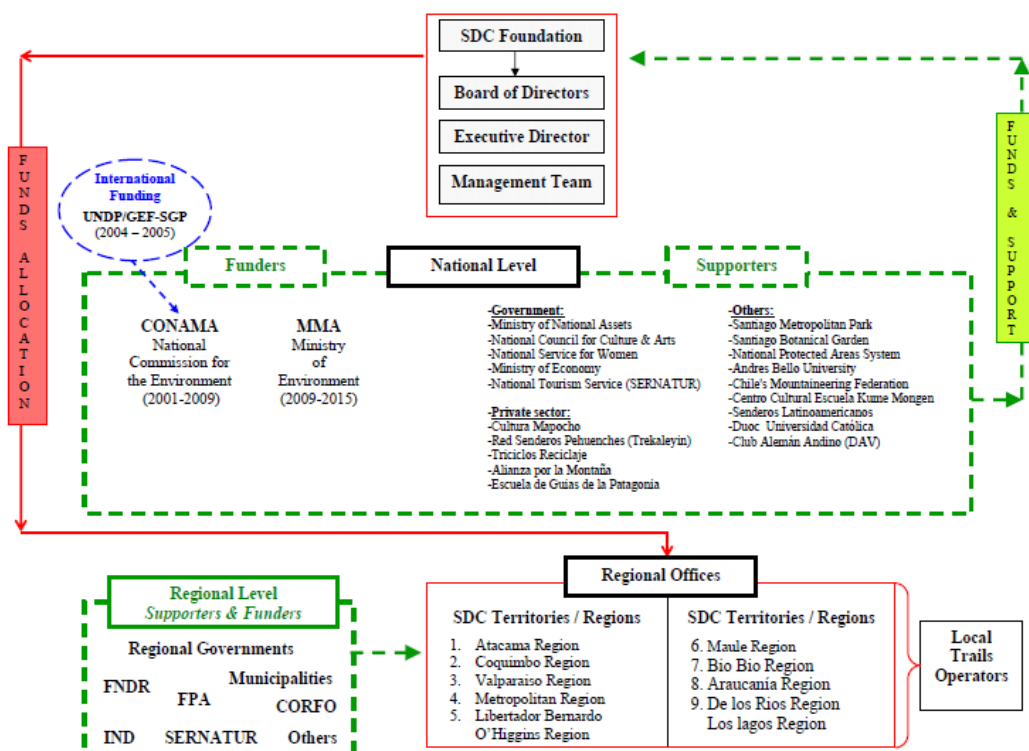 SDC Foundation
Board of Directors
Executive Director
Management Team
FUNDS ALLOCATION
FUNDS & SUPPORT
International
Funding
UNDP/GEF-SGP
(2004 – 2005)
Funders
National Level
Supporters
CONAMA
National
Commission for
the Environment
(2001-2009)
MMA
Ministry
of
Environment
(2009-2015)
-Government:
-Ministry of National Assets
-National Council for Culture & Arts
-National Service for Women
-Ministry of Economy
-National Tourism Service (SERNATUR)
-Private sector:
-Cultura Mapocho
-Red Senderos Pehuenches (Trekaleyin)
-Triciclos Reciclaje
-Alianza por la Montaña
-Escuela de Guias de la Patagonia
-Others:
-Santiago Metropolitan Park
-Santiago Botanical Garden
-National Protected Areas System
-Andres Bello University
-Chile's Mountaineering Federation
-Centro Cultural Escuela Kume Mongen
-Senderos Latinoamericanos
-Duoc Universidad Católica
-Club Alemán Andino (DAV)
Regional Level
Supporters & Funders
Regional Governments
FNDR
FPA
Municipalities
CORFO
IND
SERNATUR
Others
Regional Offices
SDC Territories / Regions
1. Atacama Region
2. Coquimbo Region
3. Valparaiso Region
4. Metropolitan Region
5. Libertador Bernardo
O'Higgins Region
SDC Territories / Regions
6. Maule Region
7. Bio Bio Region
8. Araucanía Region
9. De los Rios Region
Los lagos Region
Local
Trails
Operators